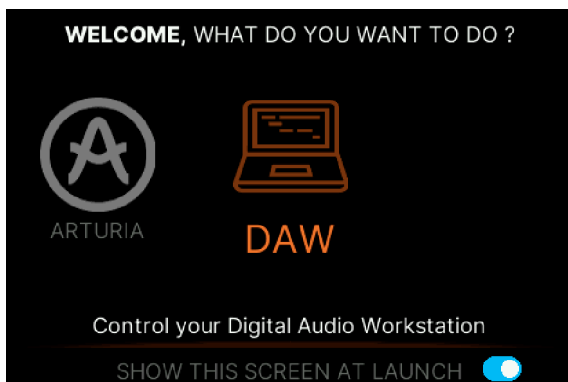 WELCOME, WHAT DO YOU WANT TO DO ?
ARTURIA
DAW
Control your Digital Audio Workstation
SHOW THIS SCREEN AT LAUNCH